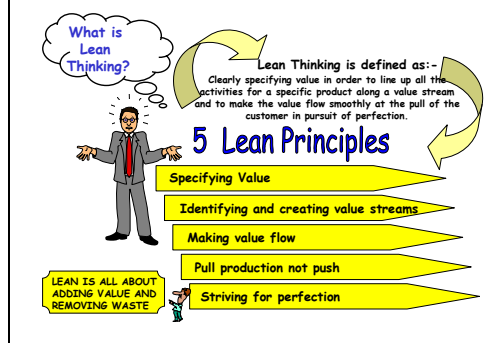 What is
Lean
Thinking?
Lean Thinking is defined as:-
Clearly specifying value in order to line up all the
activities for a specific product along a value stream
and to make the value flow smoothly at the pull of the
customer in pursuit of perfection.
5 Lean Principles
Specifying Value
Identifying and creating value streams
Making value flow
Pull production not push
Striving for perfection
LEAN IS ALL ABOUT
ADDING VALUE AND
REMOVING WASTE